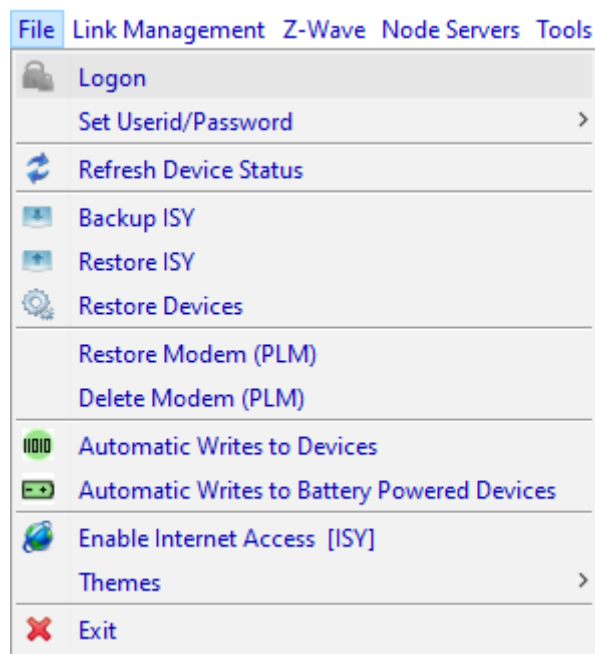 File Link Management Z-Wave Node Servers Tools
Logon
Set Userid/Password
Refresh Device Status
Backup ISY
Restore ISY
Restore Devices
Restore Modem (PLM)
Delete Modem (PLM)
Automatic Writes to Devices
Automatic Writes to Battery Powered Devices
Enable Internet Access [ISY]
Themes
Exit